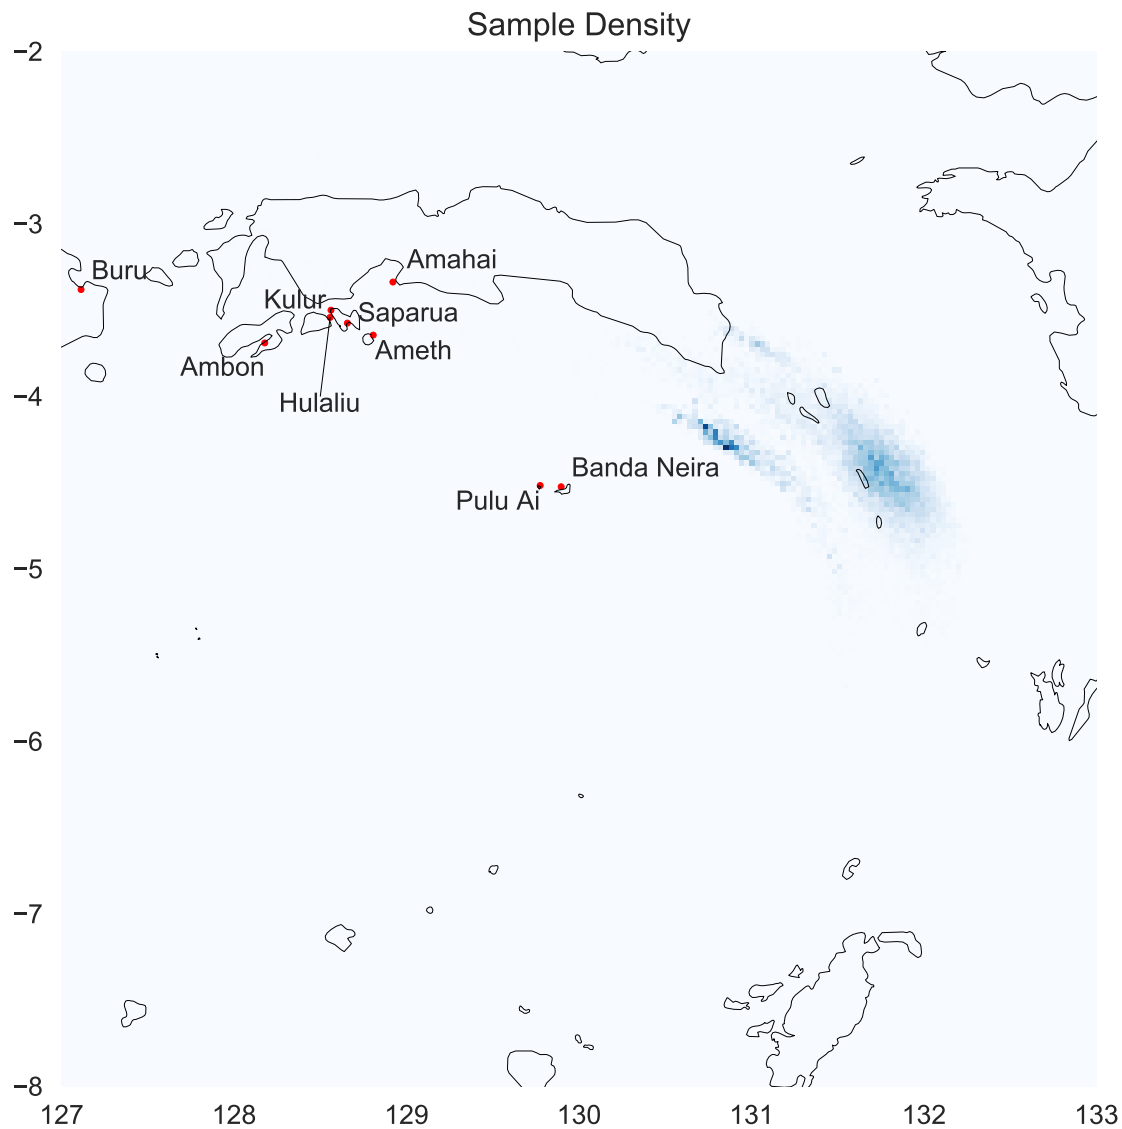 Sample Density
−2
−3
Amahai
Buru
Kulur
Saparua
Ameth
Ambon
−4
Hulaliu
Banda Neira
Pulu Ai
−5
−6
−7
−8
127 128 129 130 131 132 133